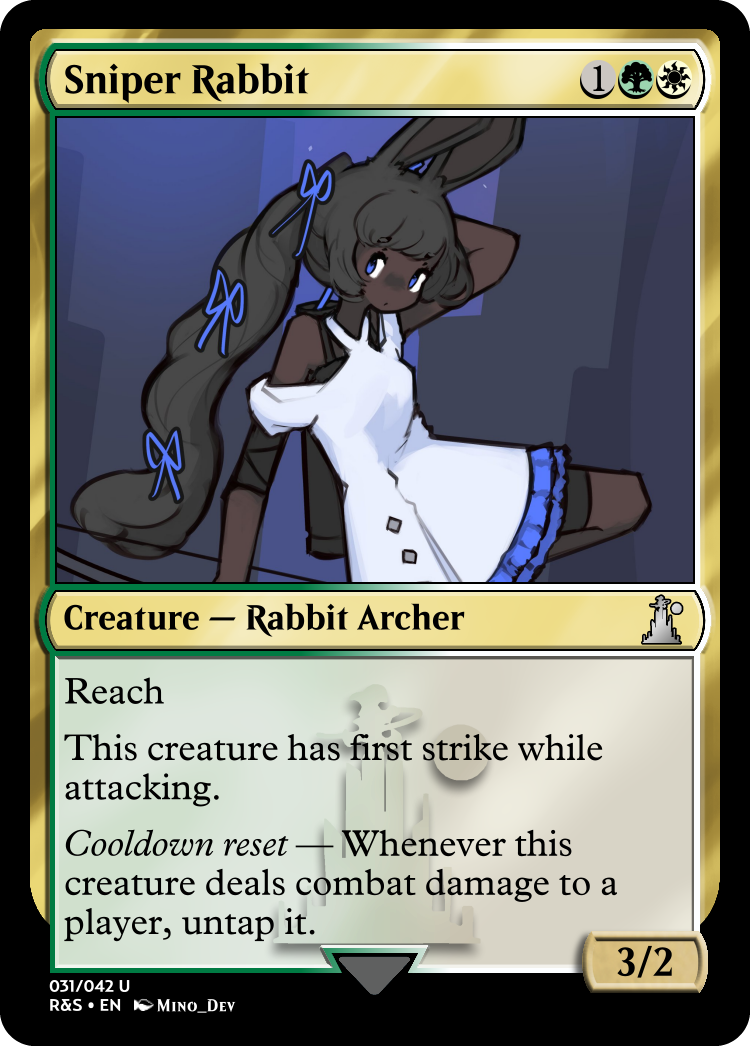 Sniper Rabbit 1
Creature — Rabbit Archer
Reach
This creature has first strike while
attacking.
Cooldown reset — Whenever this
creature deals combat damage to a
player, untap it.
3/2
031/042 U
R&S • EN Mino_Dev